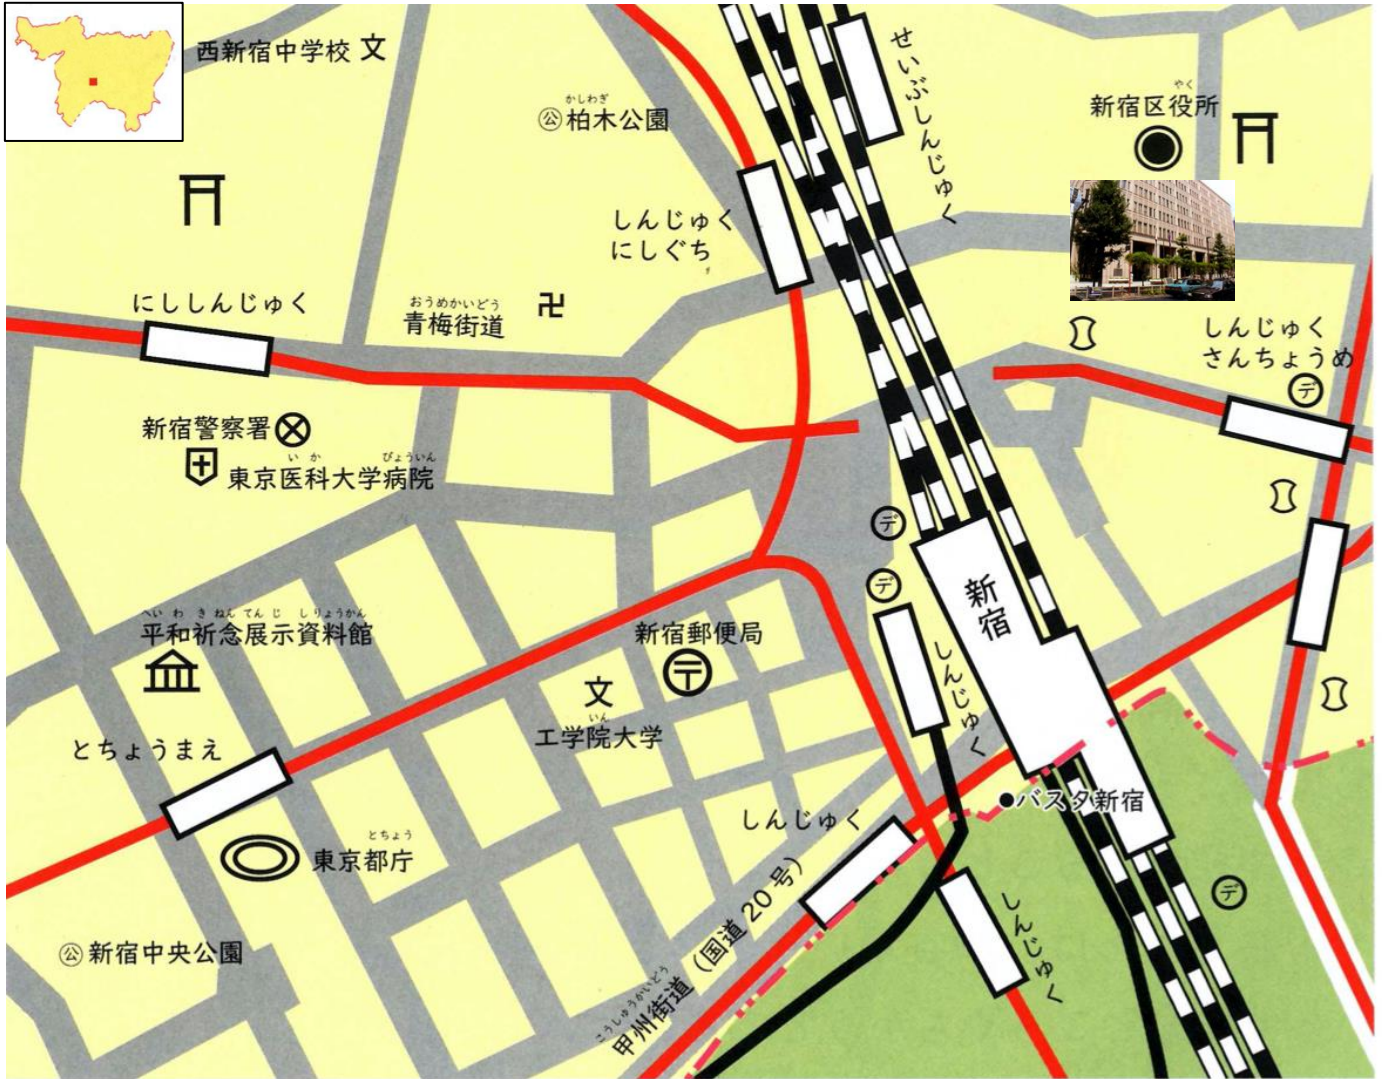 西新宿中学校 文
かしわぎ
公 柏木公園
せいぶしんじゅく
やく
新宿区役所
しんじゅく
にしぐち
にししんじゅく
おうめかいどう
青梅街道
しんじゅく
さんちょうめ
デ
新宿警察署
いか びょういん
東京医科大学病院
デ
デ
新宿
へいわきねんてんじしりょうかん
平和祈念展示資料館
新宿郵便局
文
いん
工学院大学
しんじゅく
とちょうまえ
バスタ新宿
しんじゅく
とちょう
東京都庁
デ
しんじゅく
公 新宿中央公園
こうしゅうかいどう
甲州街道（国道20号）